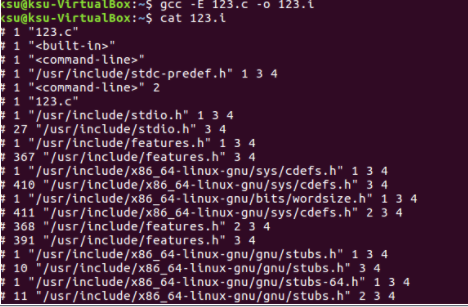 ksu@ksu-VirtualBox:~$ gcc -E 123.c -o 123.i
ksu@ksu-VirtualBox:~$ cat 123.i
# 1 "123.c"
# 1 "<built-in>"
# 1 "<command-line>"
# 1 "/usr/include/stdc-predef.h" 1 3 4
# 1 "<command-line>" 2
# 1 "123.c"
# 1 "/usr/include/stdio.h" 1 3 4
# 27 "/usr/include/stdio.h" 3 4
# 1 "/usr/include/features.h" 1 3 4
# 367 "/usr/include/features.h" 3 4
# 1 "/usr/include/x86_64-linux-gnu/sys/cdefs.h" 1 3 4
# 410 "/usr/include/x86_64-linux-gnu/sys/cdefs.h" 3 4
# 1 "/usr/include/x86_64-linux-gnu/bits/wordsize.h" 1 3 4
# 411 "/usr/include/x86_64-linux-gnu/sys/cdefs.h" 2 3 4
# 368 "/usr/include/features.h" 2 3 4
# 391 "/usr/include/features.h" 3 4
# 1 "/usr/include/x86_64-linux-gnu/gnu/stubs.h" 1 3 4
# 10 "/usr/include/x86_64-linux-gnu/gnu/stubs.h" 3 4
# 1 "/usr/include/x86_64-linux-gnu/gnu/stubs-64.h" 1 3 4
# 11 "/usr/include/x86_64-linux-gnu/gnu/stubs.h" 2 3 4